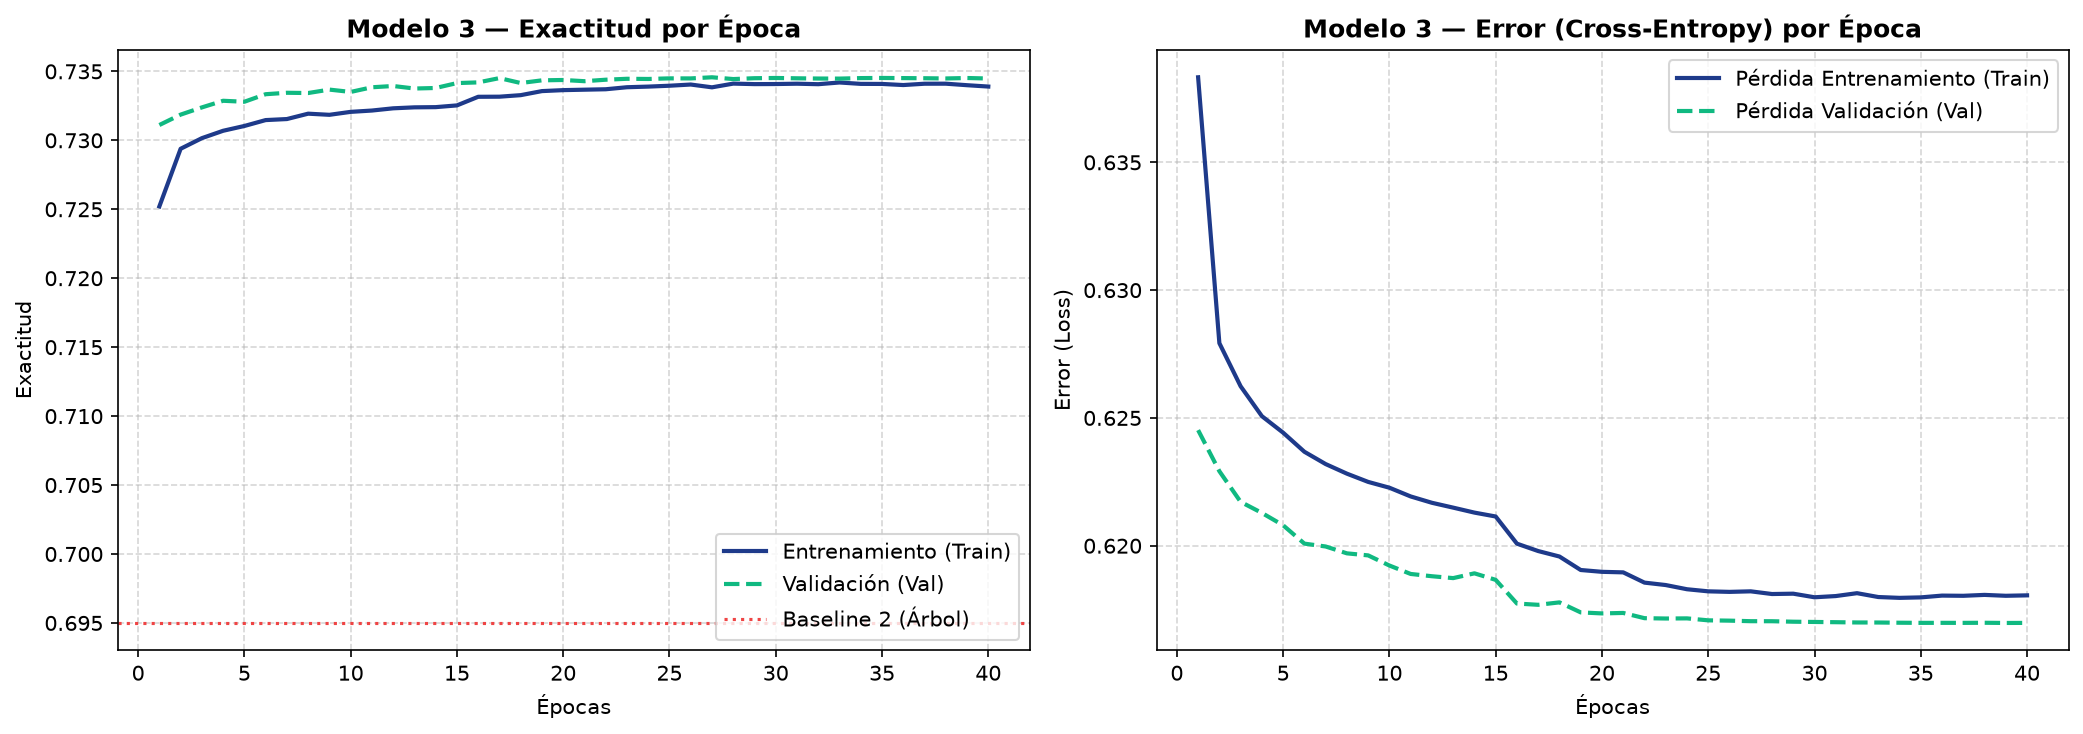 Modelo 3 — Exactitud por Época
Exactitud
0.735
0.730
0.725
0.720
0.715
0.710
0.705
0.700
0.695
Entrenamiento (Train)
Validación (Val)
Baseline 2 (Árbol)
0 5 10 15 20 25 30 35 40
Épocas
Modelo 3 — Error (Cross-Entropy) por Época
Error (Loss)
0.635
0.630
0.625
0.620
Pérdida Entrenamiento (Train)
Pérdida Validación (Val)
0 5 10 15 20 25 30 35 40
Épocas